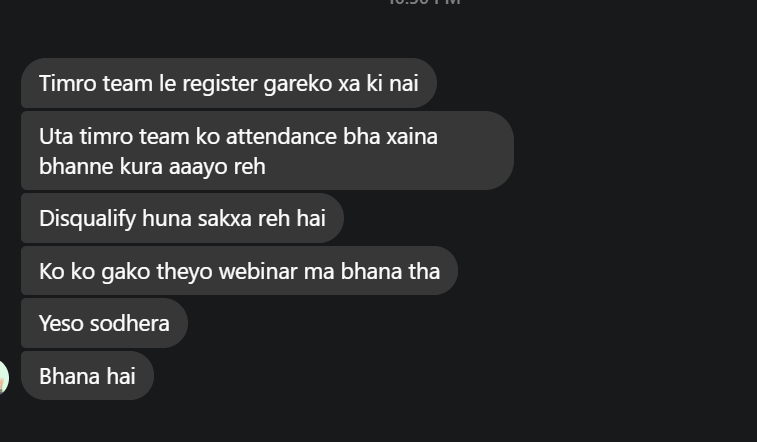 Timro team le register gareko xa ki nai
Uta timro team ko attendance bha xaina
bhanne kura aaayo reh
Disqualify huna sakxa reh hai
Ko ko gako theyo webinar ma bhana tha
Yeso sodhera
Bhana hai